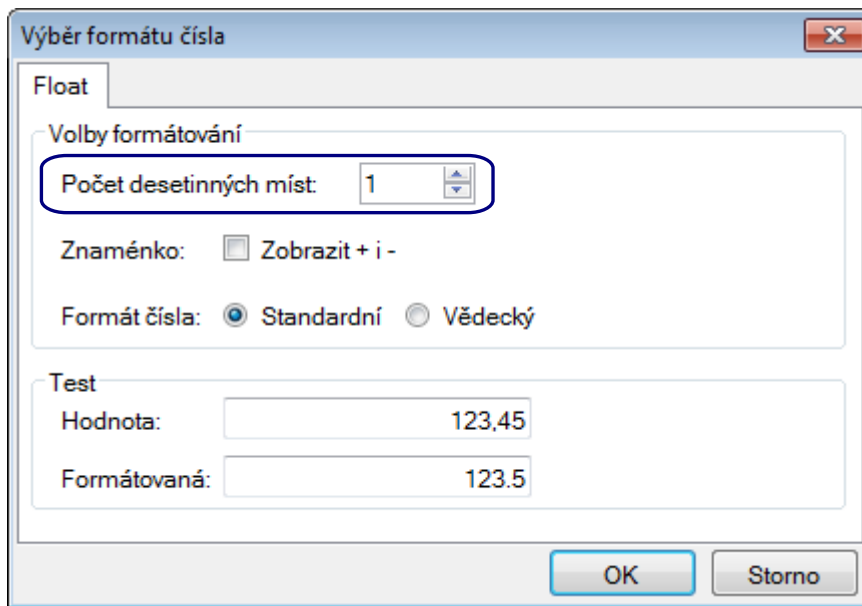 Výběr formátu čísla
Float
Volby formátování
Počet desetinných míst: 1
Znaménko: Zobrazit + i -
Formát čísla: Standardní Vědecký
Test
Hodnota: 123,45
Formátovaná: 123.5
OK Storno